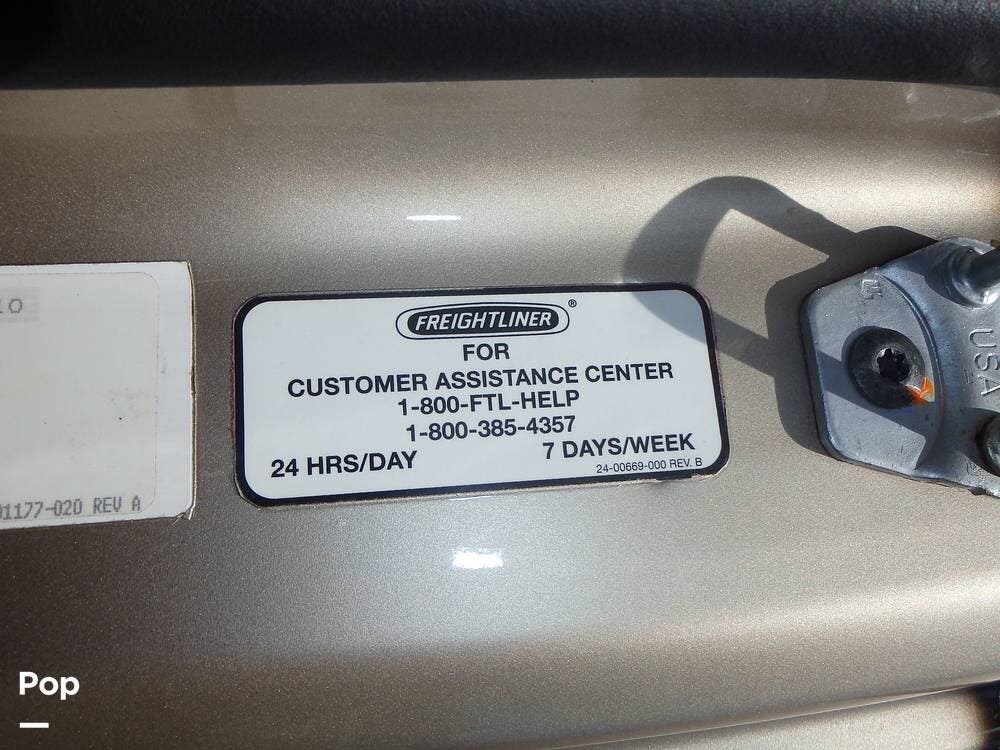 FREIGHTLINER®
FOR
CUSTOMER ASSISTANCE CENTER
1-800-FTL-HELP
1-800-385-4357
24 HRS/DAY 7 DAYS/WEEK
24-00669-000 REV. B
10
01177-020 REV A
USA
Pop